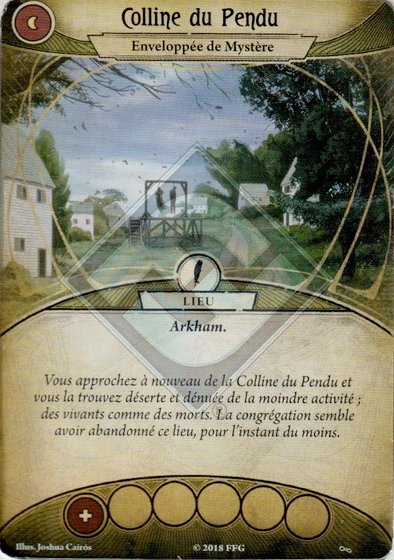 Colline du Pendu
Enveloppée de Mystère
LIEU
Arkham.
Vous approchez à nouveau de la Colline du Pendu et
vous la trouvez déserte et dénuée de la moindre activité ;
des vivants comme des morts. La congrégation semble
avoir abandonné ce lieu, pour l'instant du moins.
Illus. Joshua Cairós
© 2018 FFG